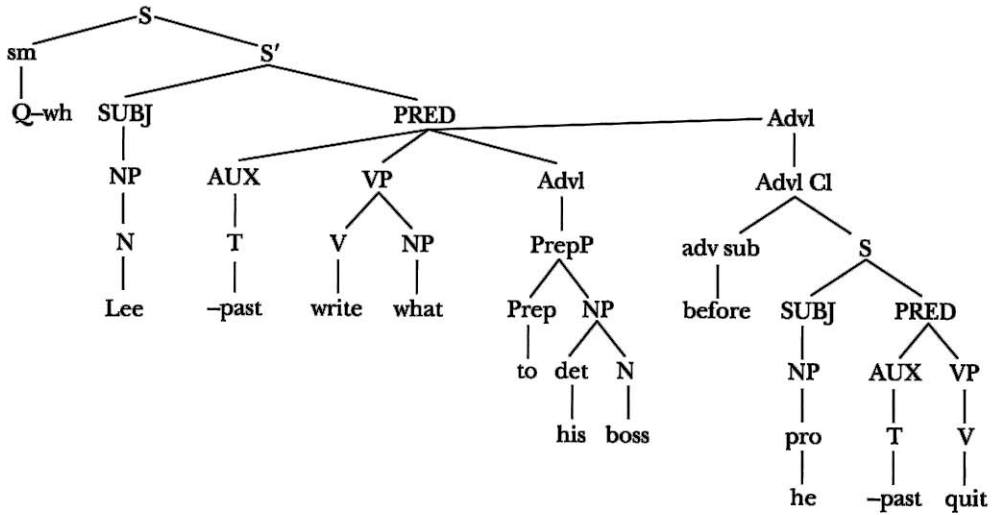 S
sm S′
Q–wh SUBJ PRED Advl
NP AUX VP Advl Advl Cl
N T V NP PrepP adv sub S
Lee –past write what Prep NP before SUBJ PRED
to det N NP AUX VP
his boss pro T V
he –past quit